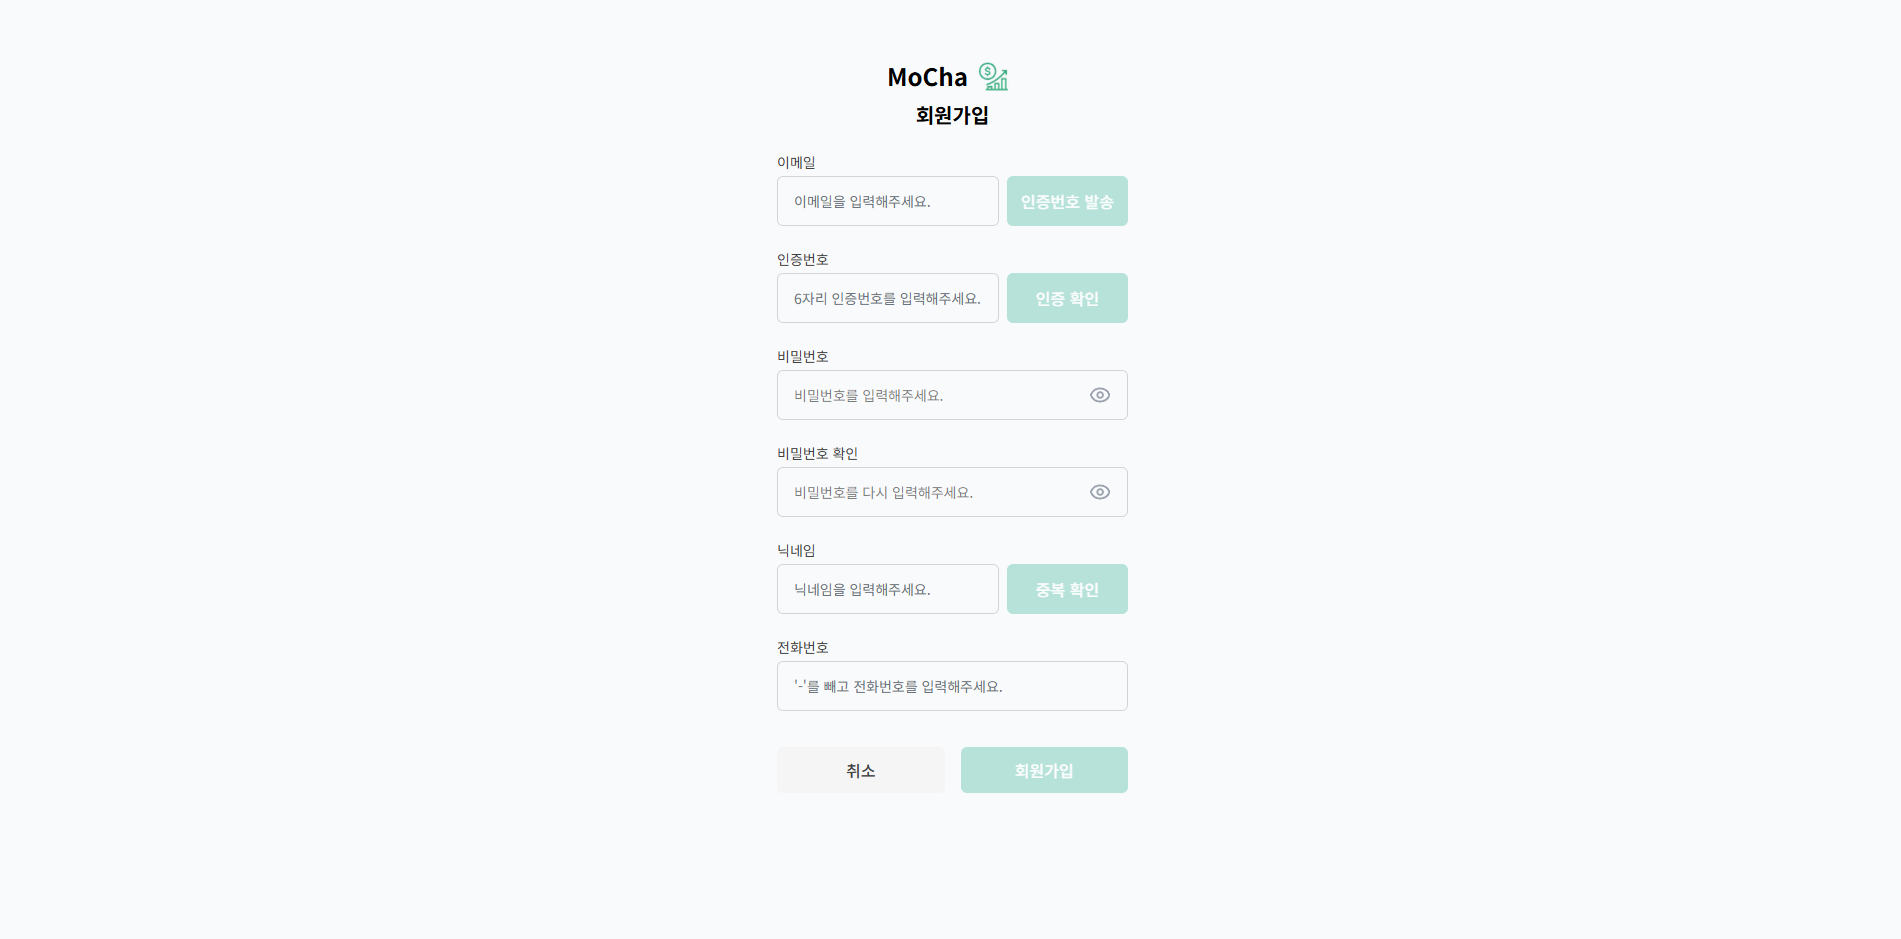 MoCha
회원가입
이메일
이메일을 입력해주세요. 인증번호 발송
인증번호
6자리 인증번호를 입력해주세요. 인증 확인
비밀번호
비밀번호를 입력해주세요.
비밀번호 확인
비밀번호를 다시 입력해주세요.
닉네임
닉네임을 입력해주세요. 중복 확인
전화번호
'-'를 빼고 전화번호를 입력해주세요.
취소 회원가입